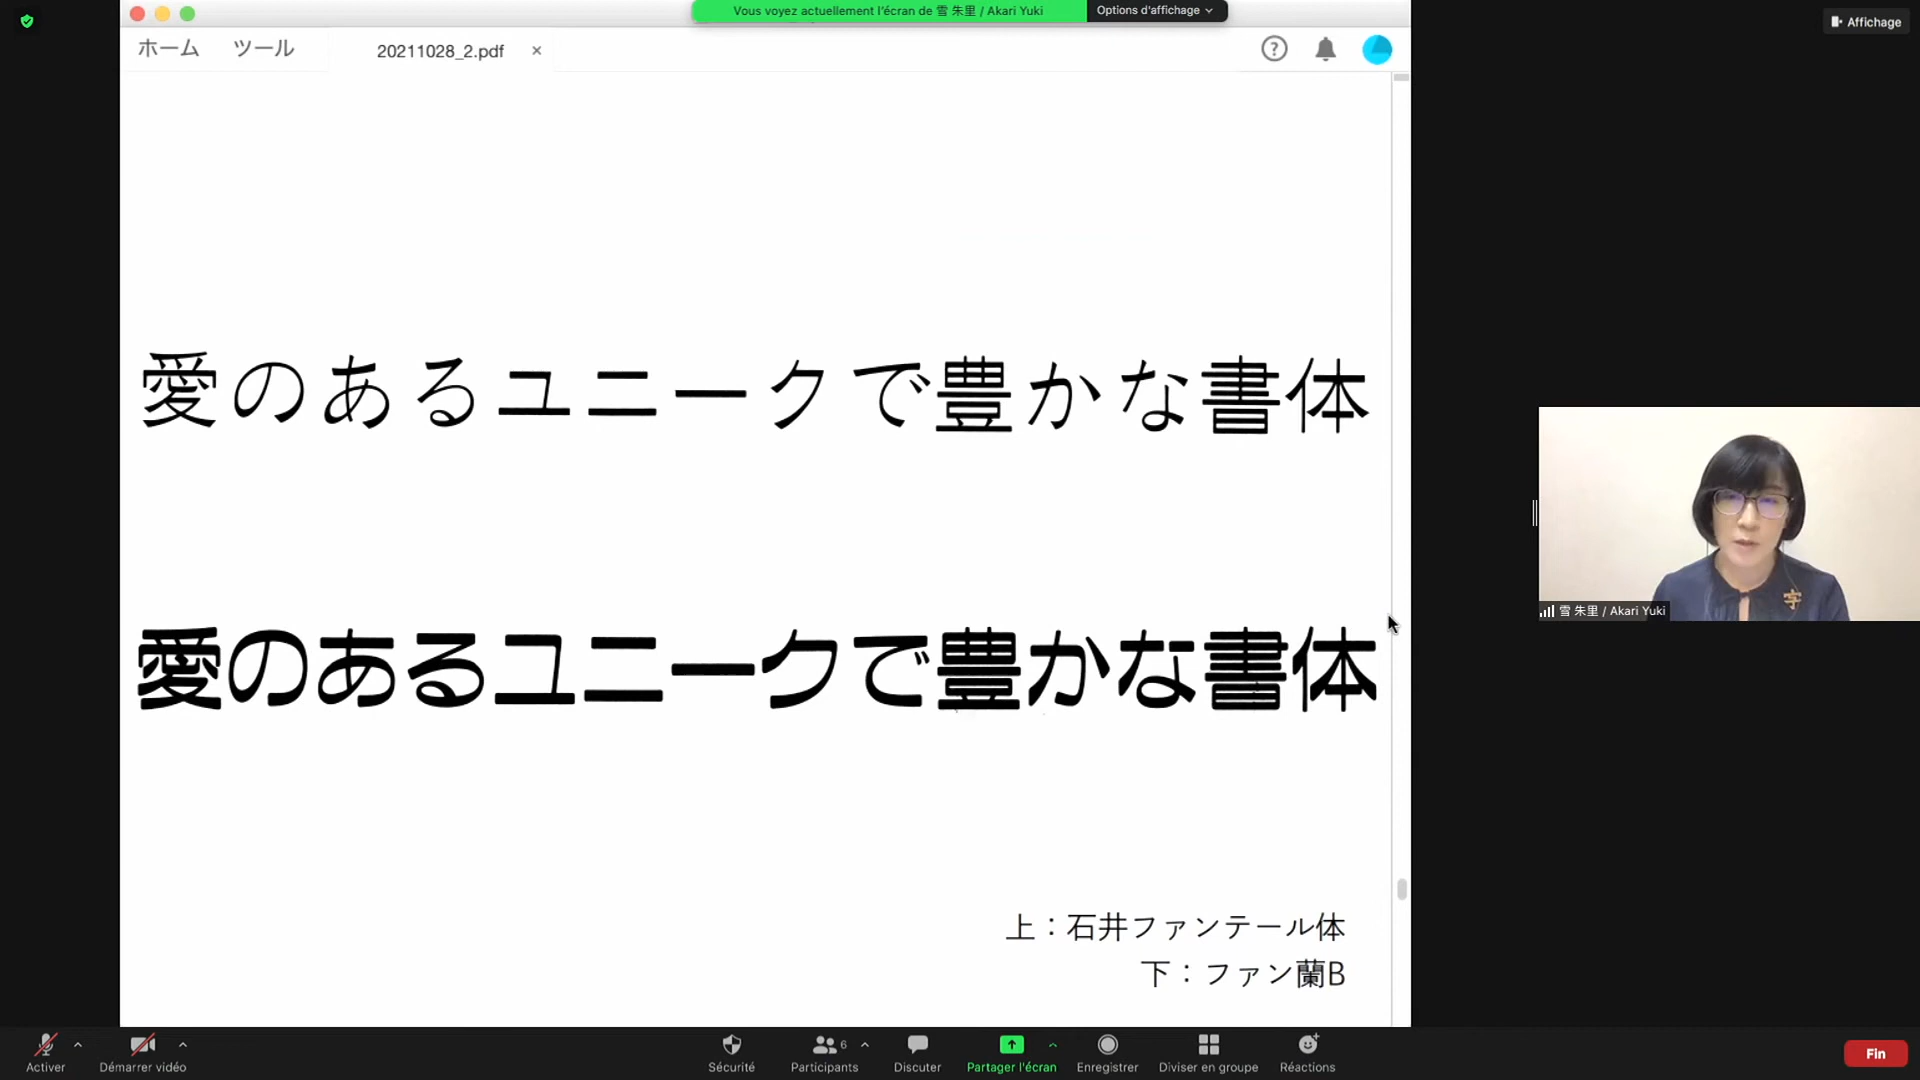 Vous voyez actuellement l'écran de 雪 朱里 / Akari Yuki
Options d'affichage
Affichage
ホーム
ツール
20211028_2.pdf
愛のあるユニークで豊かな書体
愛のあるユニークで豊かな書体
上：石井ファンテール体
下：ファン蘭B
字
雪 朱里 / Akari Yuki
Activer
Démarrer vidéo
Sécurité
6
Participants
Discuter
Partager l'écran
Enregistrer
Diviser en groupe
Réactions
Fin